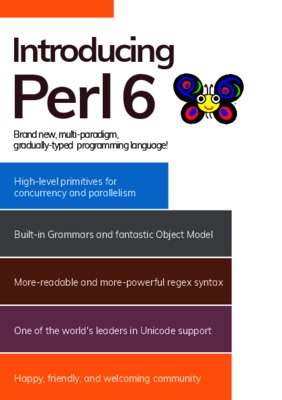 Introducing
Perl 6
Brand new, multi-paradigm,
gradually-typed programming language!
High-level primitives for
concurrency and parallelism
Built-in Grammars and fantastic Object Model
More-readable and more-powerful regex syntax
One of the world's leaders in Unicode support
Happy, friendly, and welcoming community